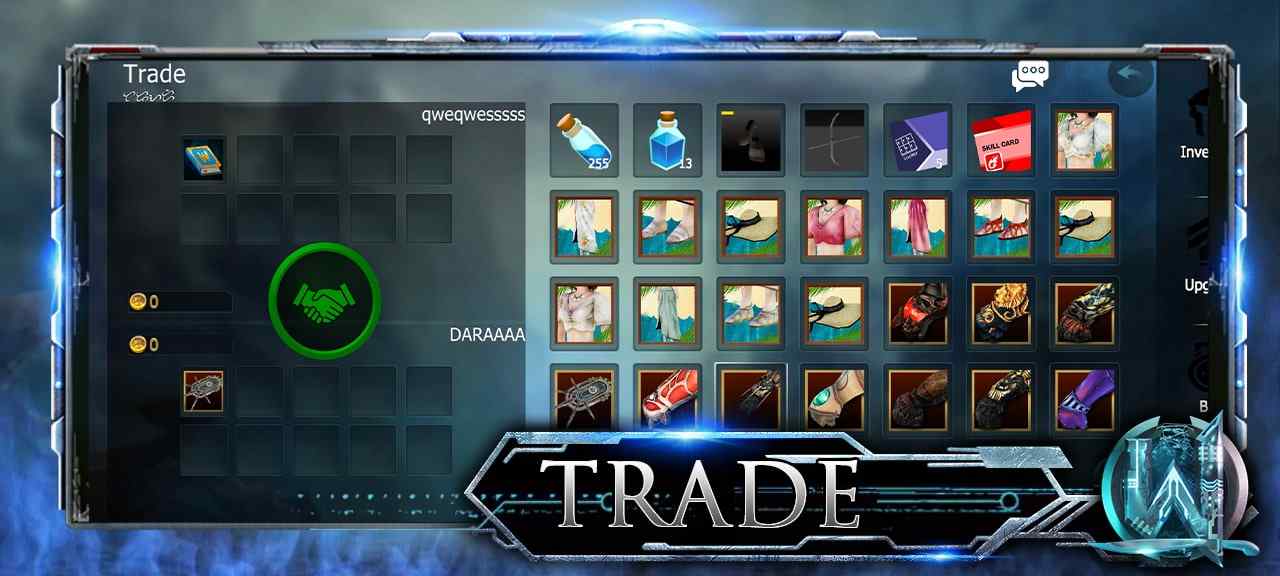 Trade
qweqwesssss
255
13
5
SKILL CARD
Inve
0
Upg
DARAAAA
0
B
TRADE